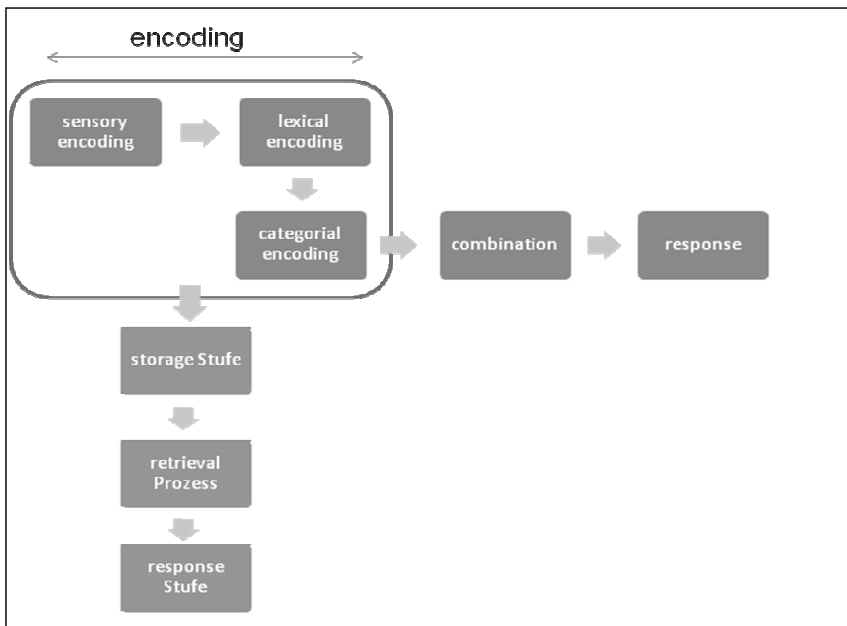 encoding
sensory
encoding
lexical
encoding
categorial
encoding
combination
response
storage Stufe
retrieval
Prozess
response
Stufe